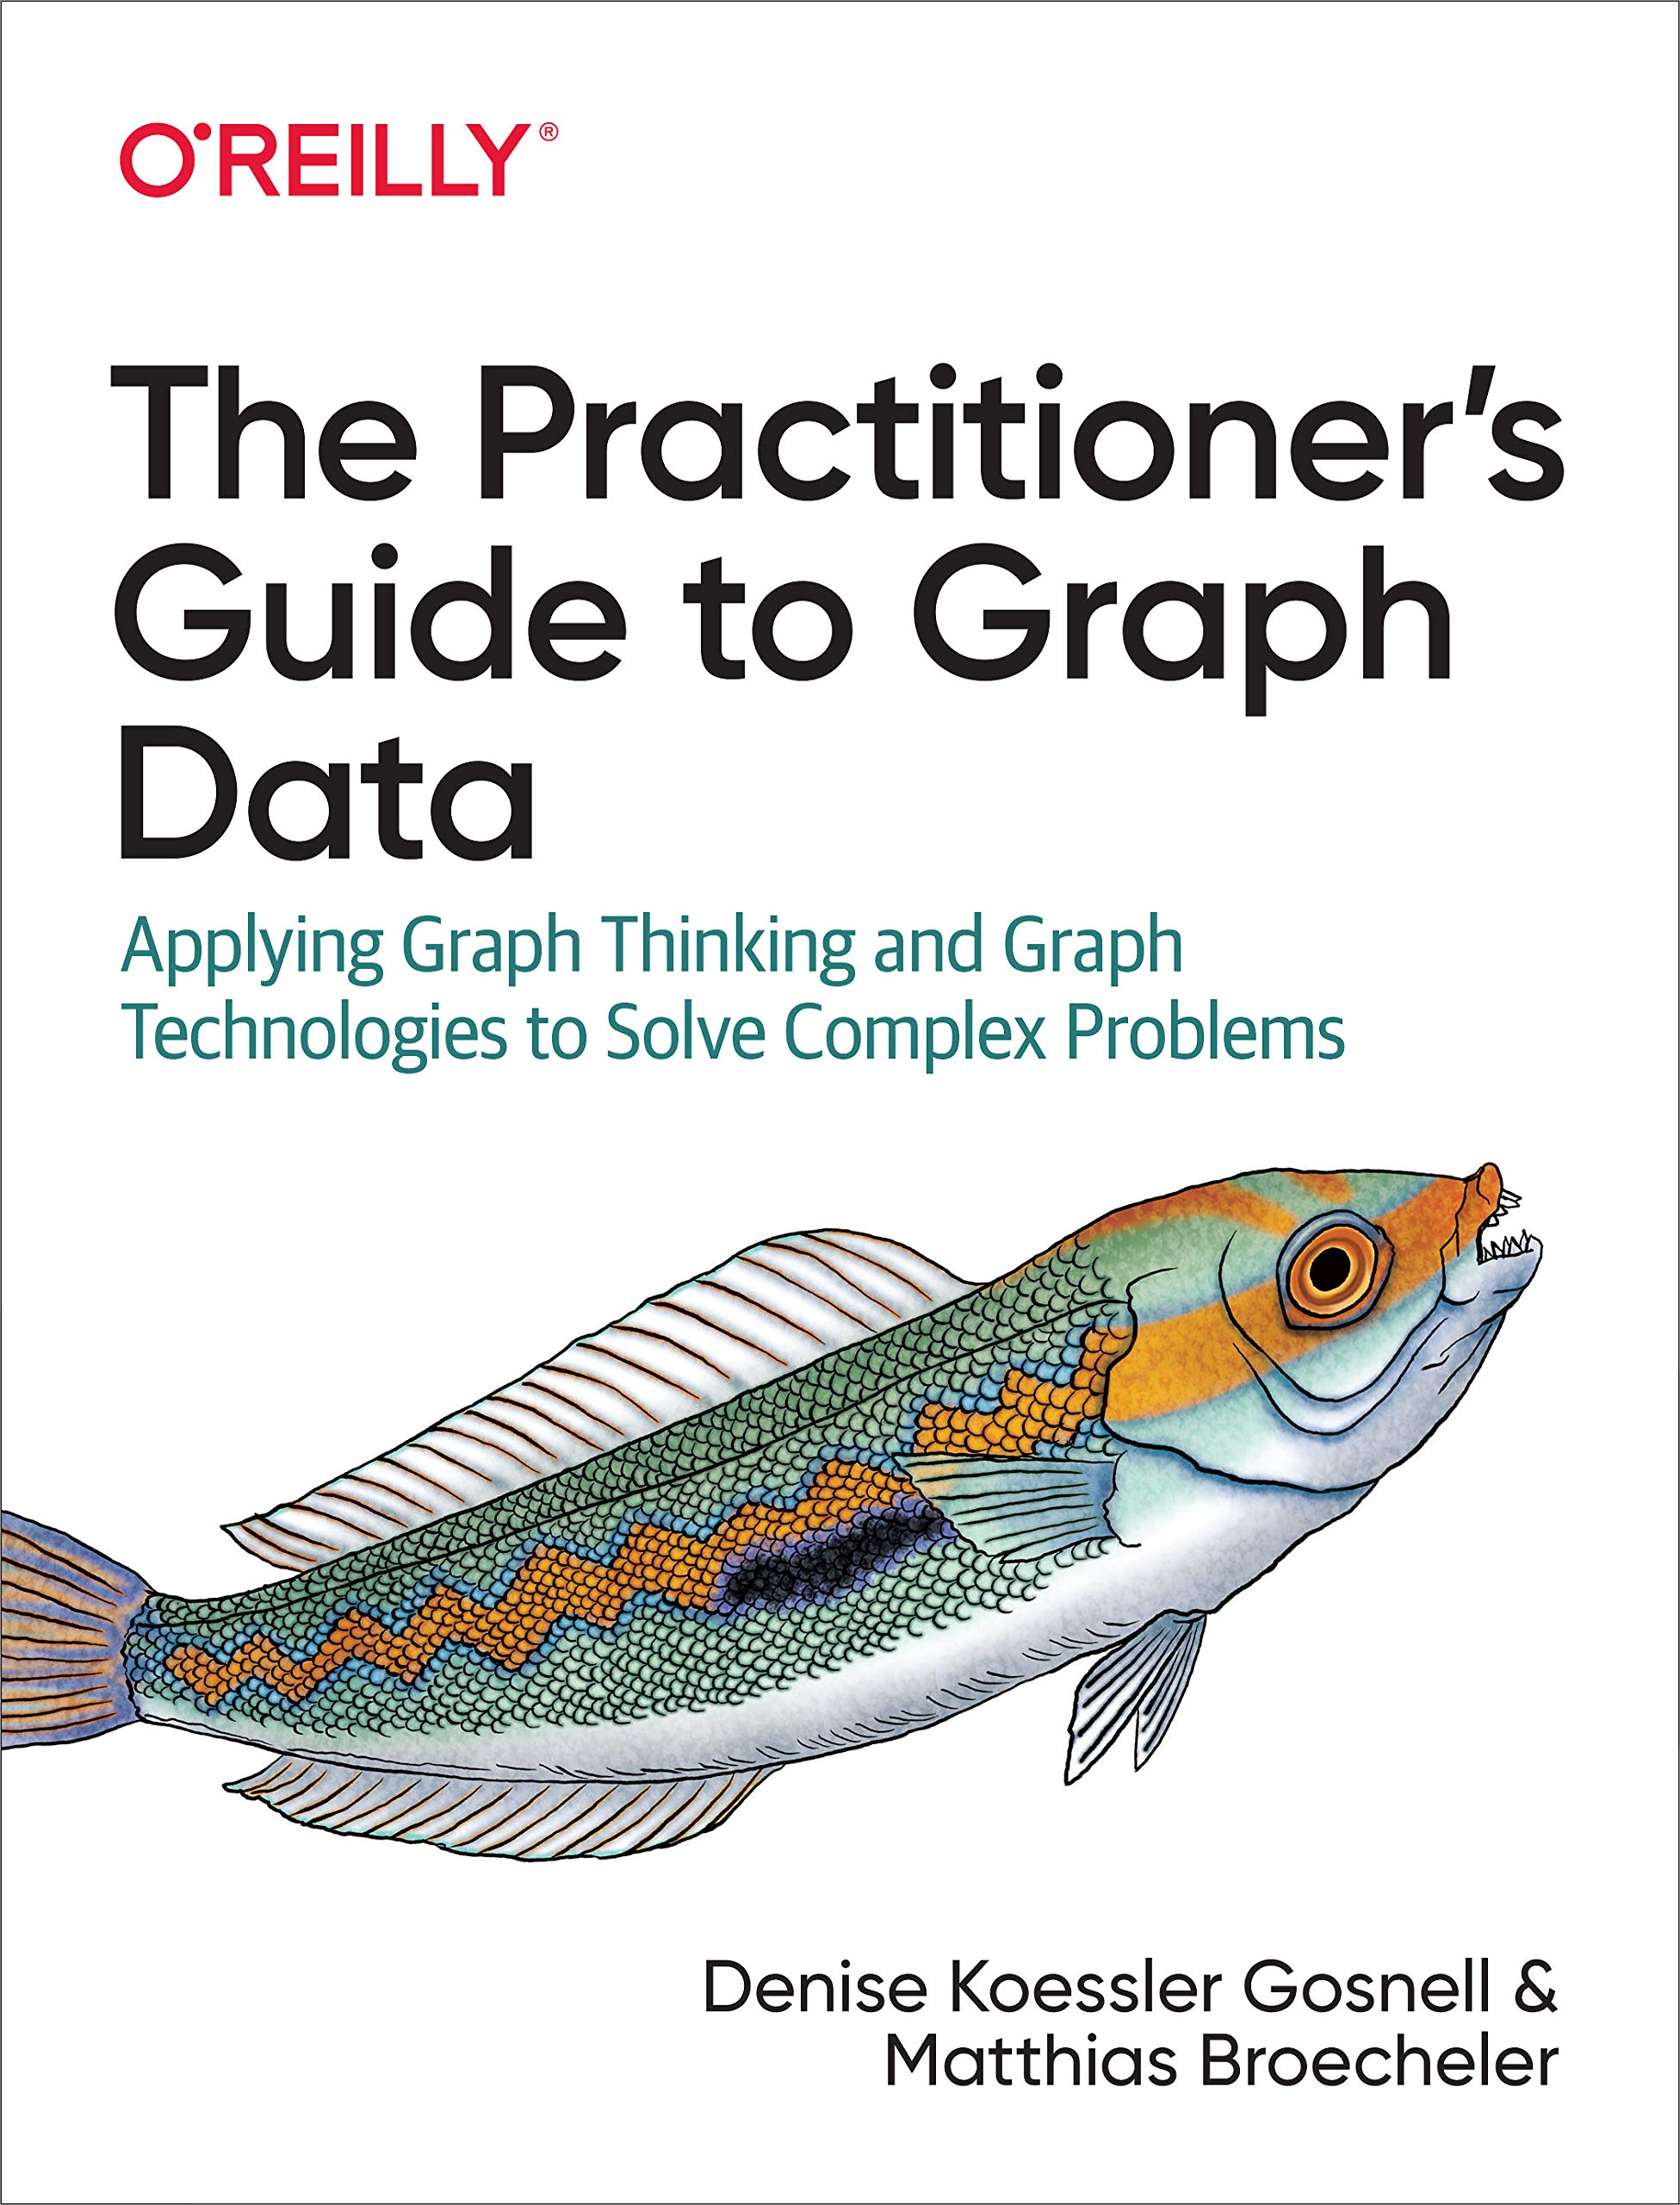 O'REILLY®
The Practitioner's
Guide to Graph
Data
Applying Graph Thinking and Graph
Technologies to Solve Complex Problems
Denise Koessler Gosnell &
Matthias Broecheler